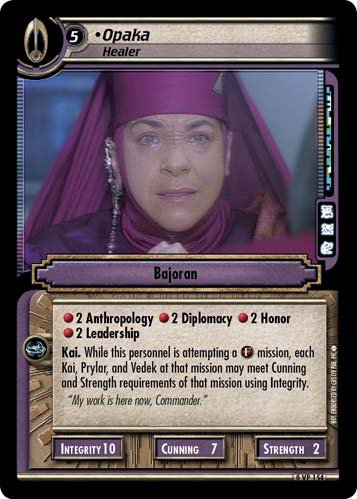 5 •Opaka
Healer
Bajoran
2 Anthropology 2 Diplomacy 2 Honor
2 Leadership
Kai. While this personnel is attempting a F mission, each
Kai, Prylar, and Vedek at that mission may meet Cunning
and Strength requirements of that mission using Integrity.
"My work is here now, Commander."
INTEGRITY 10 CUNNING 7 STRENGTH 2
VP 154